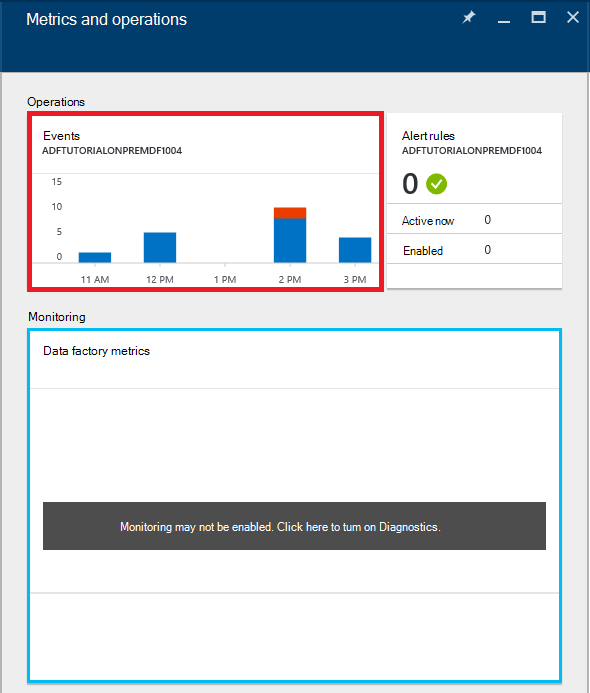 Metrics and operations
Operations
Events
ADFTUTORIALONPREMDF1004
15
10
5
0
11 AM 12 PM 1 PM 2 PM 3 PM
Alert rules
ADFTUTORIALONPREMDF1004
0
Active now 0
Enabled 0
Monitoring
Data factory metrics
Monitoring may not be enabled. Click here to turn on Diagnostics.